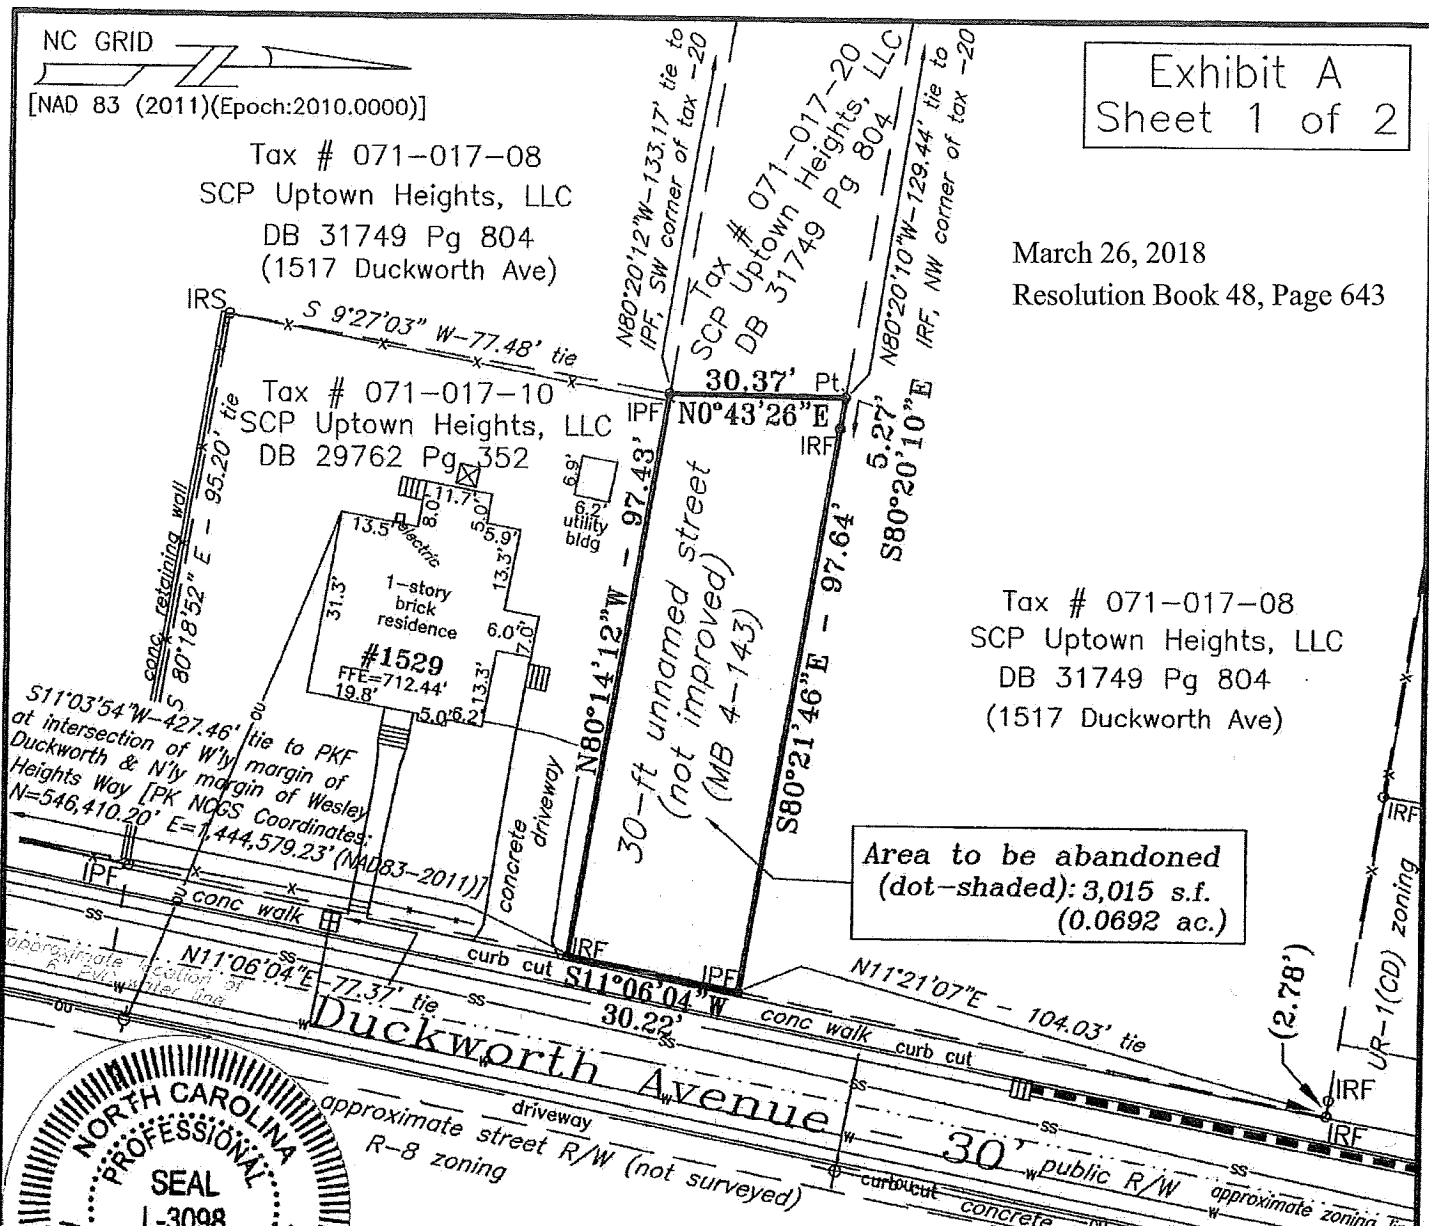 NC GRID
[NAD 83 (2011)(Epoch:2010.0000)]
Exhibit A
Sheet 1 of 2
March 26, 2018
Resolution Book 48, Page 643
Tax # 071-017-08
SCP Uptown Heights, LLC
DB 31749 Pg 804
(1517 Duckworth Ave)
N80°20'12"W-133.17' tie to
IPF, SW corner of tax -20
Tax # 071-017-20
SCP Uptown Heights, LLC
DB 31749 Pg 804
N80°20'10"W-129.44' tie to
IRF, NW corner of tax -20
IRS
S 9°27'03" W-77.48' tie
30.37'
Pt.
IPF
N0°43'26"E
IRF
5.27'
S80°20'10"E
Tax # 071-017-10
SCP Uptown Heights, LLC
DB 29762 Pg 352
conc. retaining wall
S 80°18'52" E - 95.20' tie
6.9'
6.2'
utility
bldg
11.7'
8.0'
5.0'
5.9'
13.5'
electric
13.3'
31.3'
1-story
brick
residence
6.0'
7.0'
#1529
FFE=712.44'
19.8'
13.3'
5.0'
6.2'
N80°14'12"W - 97.43'
30-ft unnamed street
(not improved)
(MB 4-143)
S80°21'46"E - 97.64'
Tax # 071-017-08
SCP Uptown Heights, LLC
DB 31749 Pg 804
(1517 Duckworth Ave)
S11°03'54"W-427.46' tie to PKF
at intersection of W'ly margin of
Duckworth & N'ly margin of Wesley
Heights Way [PK NCGS Coordinates:
N=546,410.20' E=1,444,579.23' (NAD83-2011)]
OU
concrete
driveway
Area to be abandoned
(dot-shaded): 3,015 s.f.
(0.0692 ac.)
IRF
UR-1(CD) zoning
IPF
conc walk
IRF
curb cut
S11°06'04"W
30.22'
IPF
N11°06'04"E-77.37' tie
approximate location of
water line
N11°21'07"E - 104.03' tie
(2.78')
conc walk
curb cut
IRF
IRF
Duckworth Avenue
30' public R/W
driveway
approximate street R/W (not surveyed)
R-8 zoning
curb cut
concrete
approximate zoning
NORTH CAROLINA
PROFESSIONAL
SEAL
L-3098